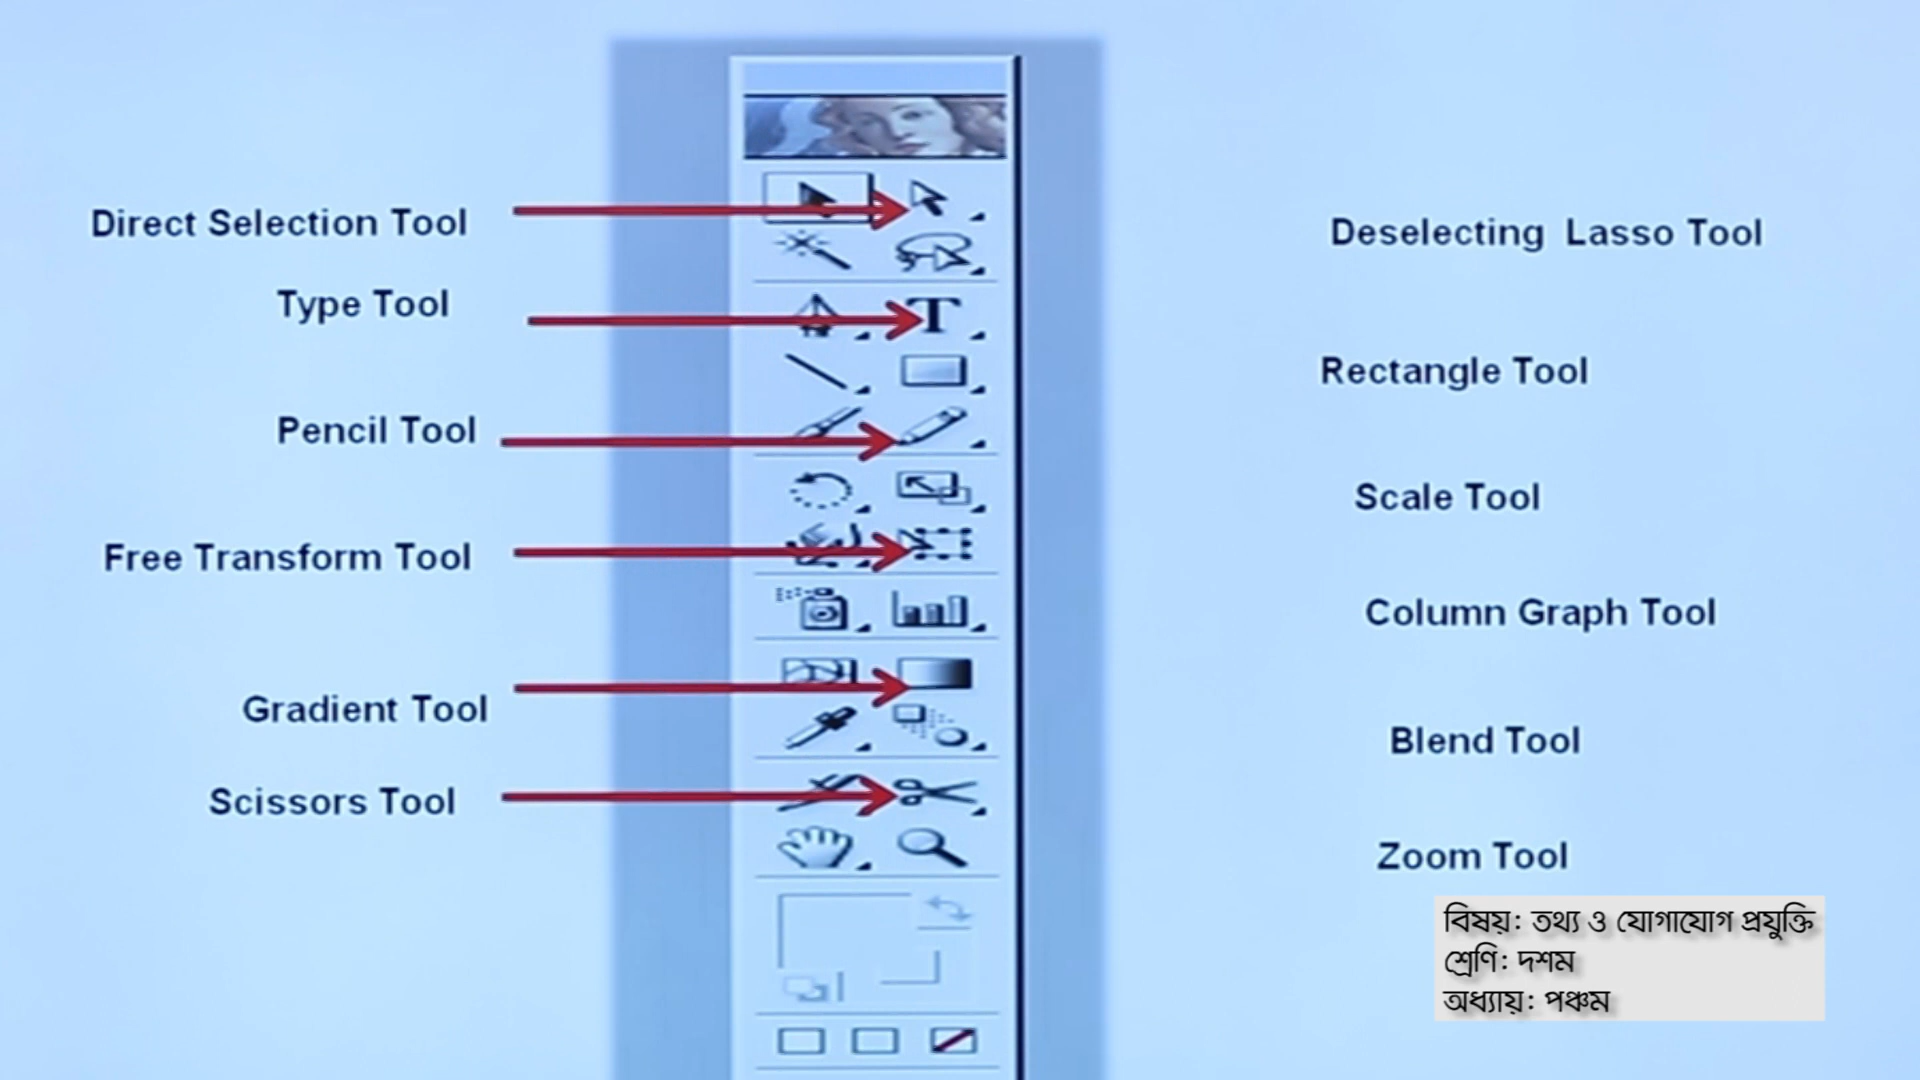 Direct Selection Tool
Type Tool
Pencil Tool
Free Transform Tool
Gradient Tool
Scissors Tool
Deselecting Lasso Tool
Rectangle Tool
Scale Tool
Column Graph Tool
Blend Tool
Zoom Tool
বিষয়: তথ্য ও যোগাযোগ প্রযুক্তি
শ্রেণি: দশম
অধ্যায়: পঞ্চম